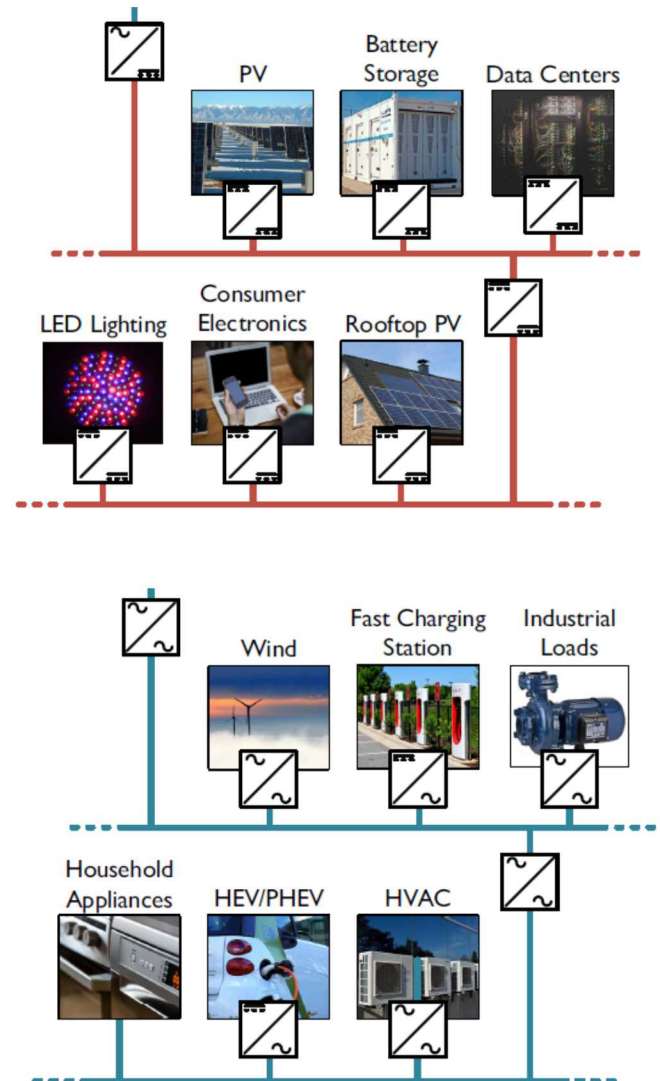 PV
Battery
Storage
Data Centers
LED Lighting
Consumer
Electronics
Rooftop PV
Wind
Fast Charging
Station
Industrial
Loads
Household
Appliances
HEV/PHEV
HVAC